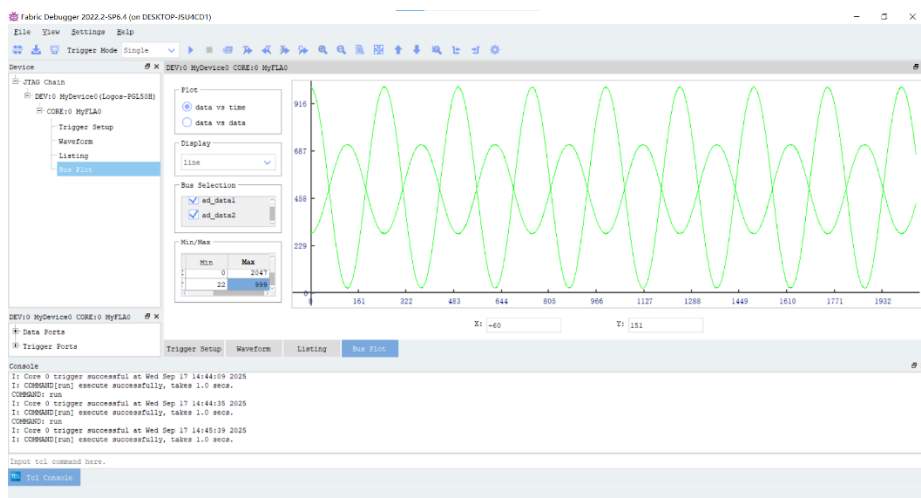 Fabric Debugger 2022.2-SP6.4 (on DESKTOP-JSU4CD1)
File View Settings Help
Trigger Mode Single
Device
JTAG Chain
DEV:0 MyDevice0(Logos-PGL50H)
CORE:0 MyFLA0
Trigger Setup
Waveform
Listing
Bus Plot
DEV:0 MyDevice0 CORE:0 MyFLA0
Data Ports
Trigger Ports
DEV:0 MyDevice0 CORE:0 MyFLA0
Plot
data vs time
data vs data
Display
line
Bus Selection
ad_data1
ad_data2
Min/Max
Min Max
0 2047
22 999
916
687
458
229
0
0 161 322 483 644 805 966 1127 1288 1449 1610 1771 1932
X: -60 Y: 151
Trigger Setup Waveform Listing Bus Plot
Console
I: Core 0 trigger successful at Wed Sep 17 14:44:09 2025
I: COMMAND[run] execute successfully, takes 1.0 secs.
COMMAND: run
I: Core 0 trigger successful at Wed Sep 17 14:44:35 2025
I: COMMAND[run] execute successfully, takes 1.0 secs.
COMMAND: run
I: Core 0 trigger successful at Wed Sep 17 14:45:39 2025
I: COMMAND[run] execute successfully, takes 1.0 secs.
Input tcl command here.
TCL Tcl Console